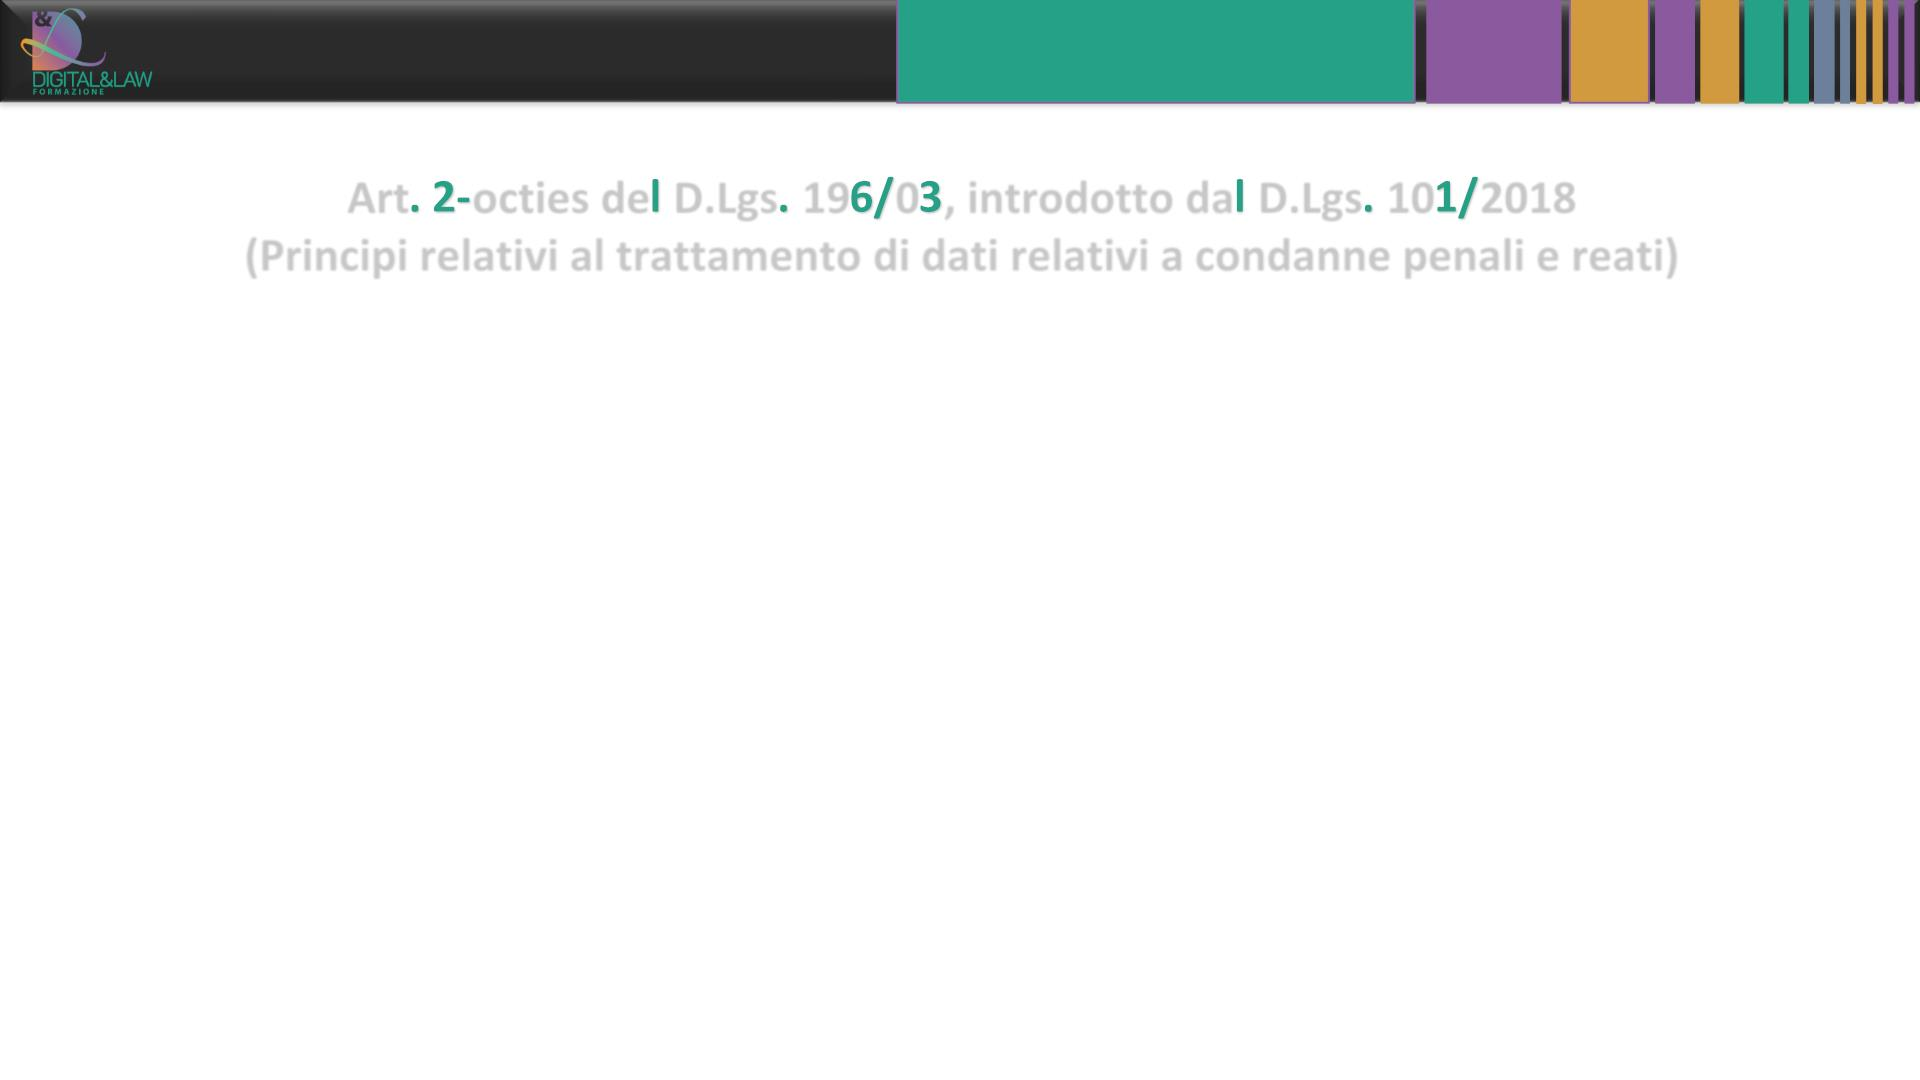 &
DIGITAL&LAW
FORMAZIONE
Art. 2-octies del D.Lgs. 196/03, introdotto dal D.Lgs. 101/2018
(Principi relativi al trattamento di dati relativi a condanne penali e reati)